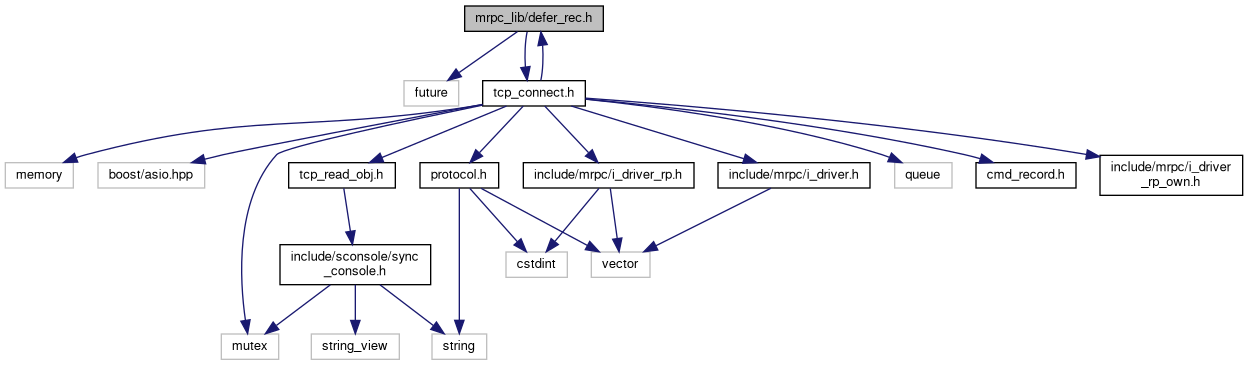 mrpc_lib/defer_rec.h
future
tcp_connect.h
memory
boost/asio.hpp
tcp_read_obj.h
protocol.h
include/mrpc/i_driver_rp.h
include/mrpc/i_driver.h
queue
cmd_record.h
include/mrpc/i_driver
_rp_own.h
include/sconsole/sync
_console.h
cstdint
vector
mutex
string_view
string